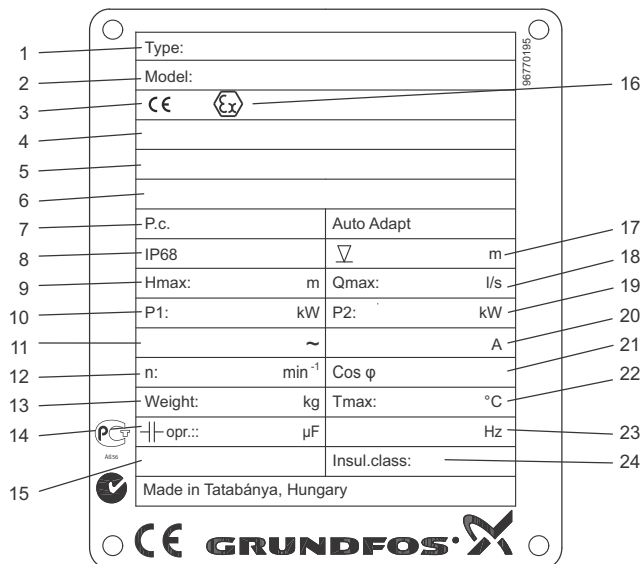 1 Type:
96770195
2 Model:
3 CE Ex 16
4
5
6
7 P.c. Auto Adapt
8 IP68 m 17
9 Hmax: m Qmax: l/s 18
10 P1: kW P2: kW 19
11 ~ A 20
12 n: min⁻¹ Cos φ 21
13 Weight: kg Tmax: °C 22
14 opr.:: µF Hz 23
15 Insul.class: 24
Made in Tatabánya, Hungary
CE GRUNDFOS